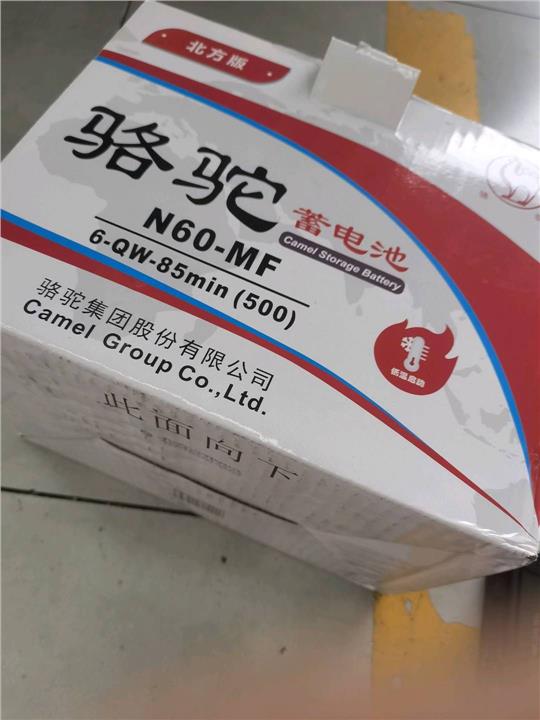 北方版
骆驼
蓄电池
Camel Storage Battery
N60-MF
6-QW-85min (500)
骆驼集团股份有限公司
Camel Group Co.,Ltd.
低温启动
此面向下